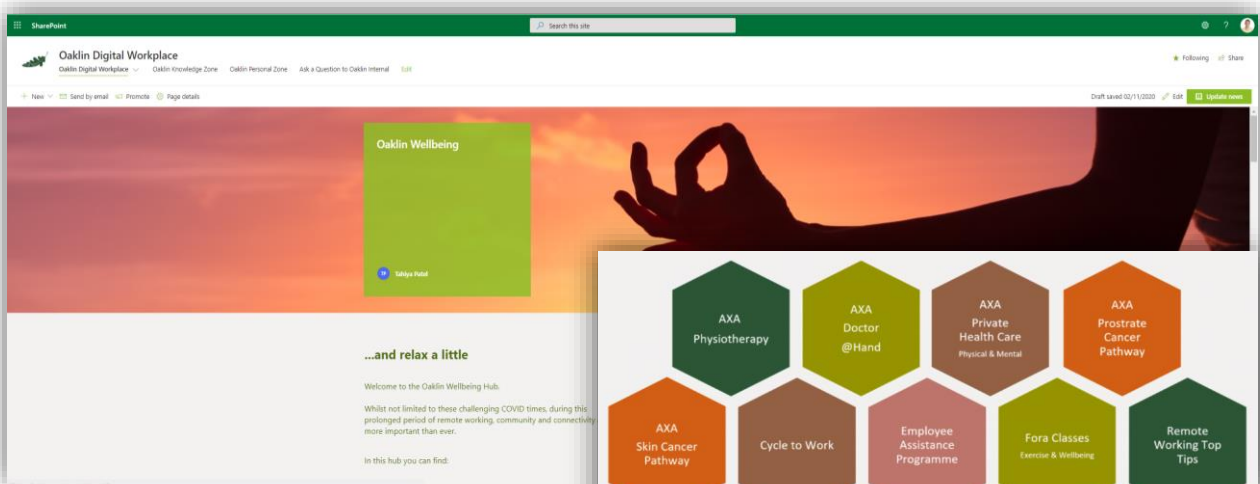 SharePoint
Search this site
?
Oaklin Digital Workplace
Oaklin Digital Workplace Oaklin Knowledge Zone Oaklin Personal Zone Ask a Question to Oaklin Internal Edit
Following Share
New Send by email Promote Page details
Draft saved 02/11/2020 Edit Update news
Oaklin Wellbeing
TP Tahiya Patel
...and relax a little
Welcome to the Oaklin Wellbeing Hub.
Whilst not limited to these challenging COVID times, during this
prolonged period of remote working, community and connectivity
more important than ever.
In this hub you can find:
AXA
Physiotherapy
AXA
Doctor
@Hand
AXA
Private
Health Care
Physical & Mental
AXA
Prostrate
Cancer
Pathway
AXA
Skin Cancer
Pathway
Cycle to Work
Employee
Assistance
Programme
Fora Classes
Exercise & Wellbeing
Remote
Working Top
Tips